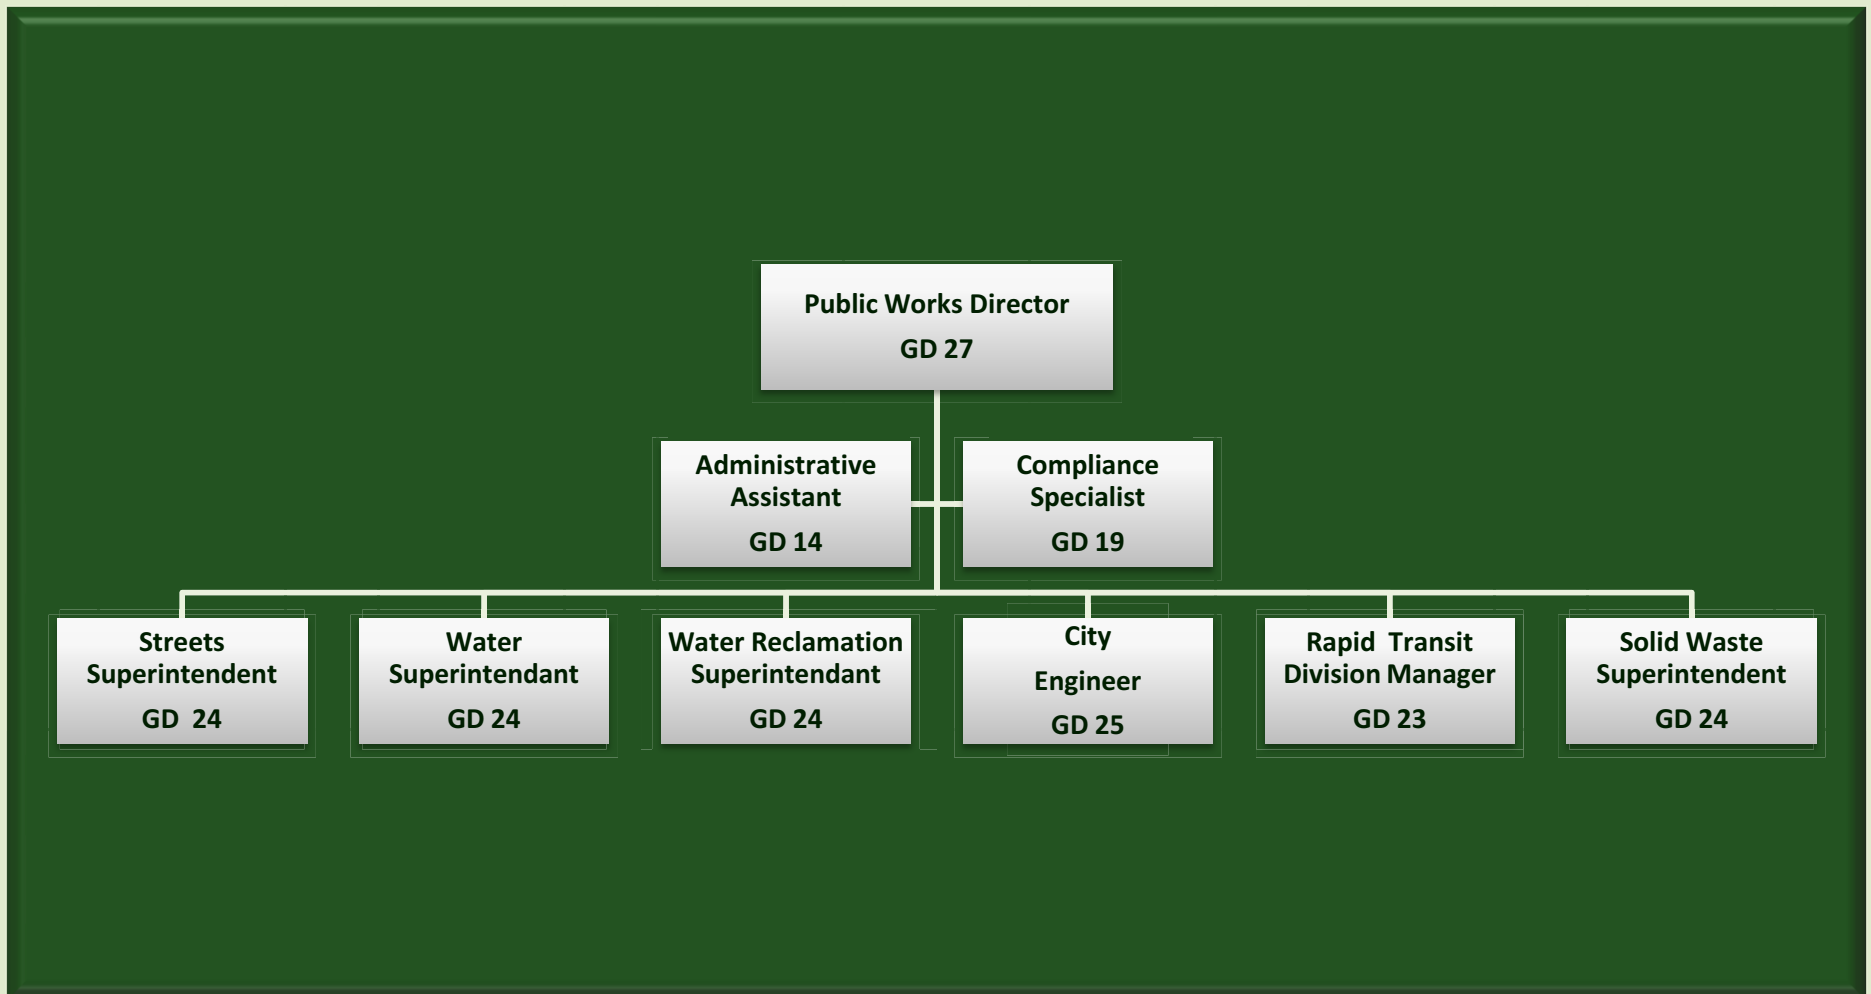 Public Works Director
GD 27
Administrative
Assistant
GD 14
Compliance
Specialist
GD 19
Streets
Superintendent
GD  24
Water
Superintendant
GD 24
Water Reclamation
Superintendant
GD 24
City
Engineer
GD 25
Rapid  Transit
Division Manager
GD 23
Solid Waste
Superintendent
GD 24